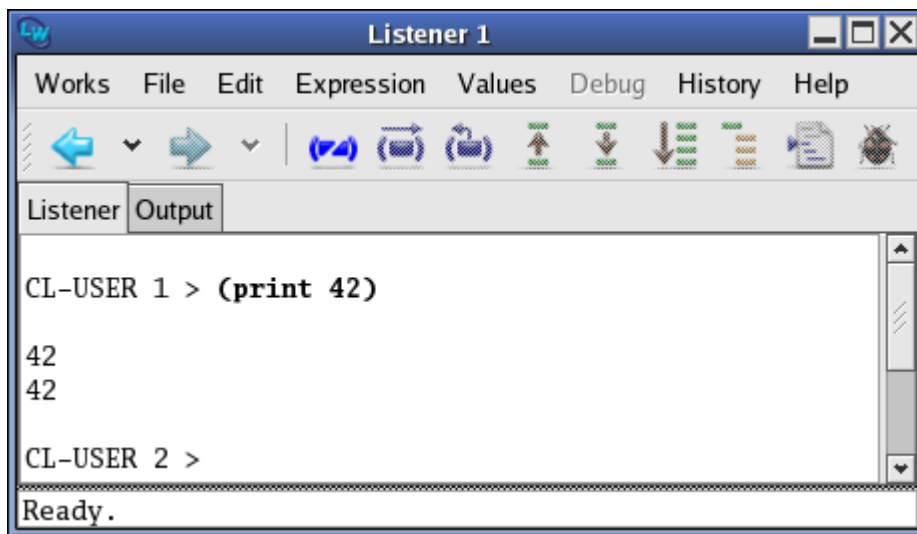 LW Listener 1
Works File Edit Expression Values Debug History Help
Listener Output
CL-USER 1 > (print 42)
42
42
CL-USER 2 >
Ready.